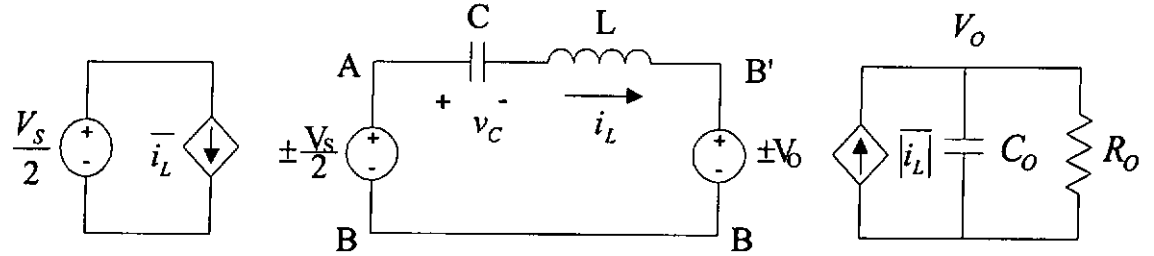 C
L
V_O
A
B'
+ -
v_C
i_L
V_S/2
+
-
i_L
± V_S/2
+
-
+
-
±V_O
|i_L|
C_O
R_O
B
B